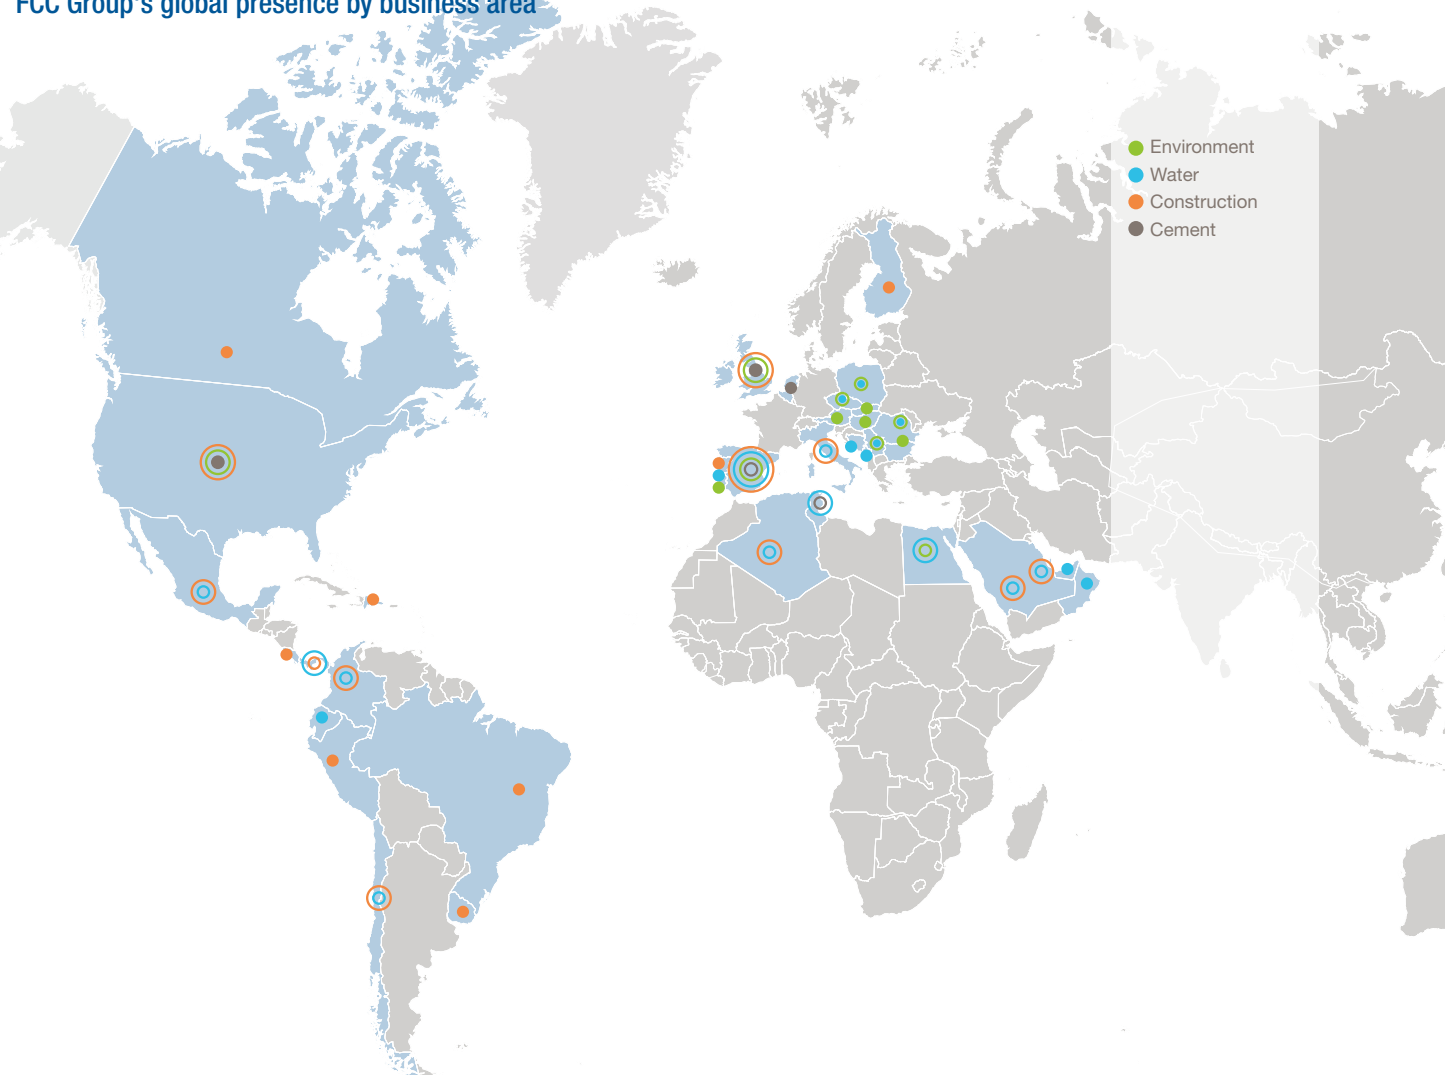 FCC Group's global presence by business area
Environment
Water
Construction
Cement